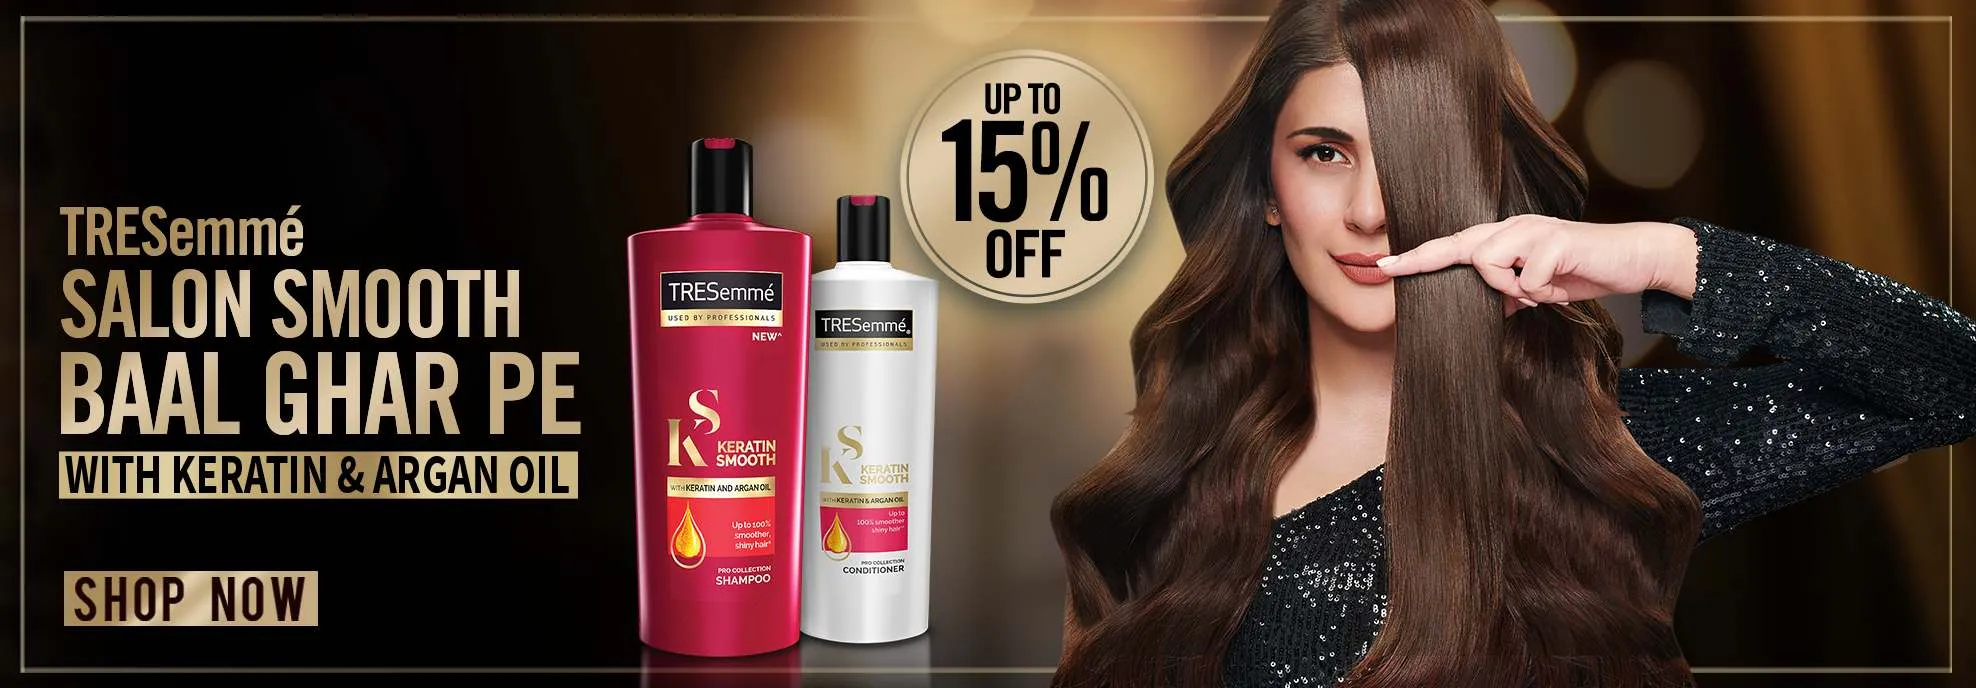 TRESemmé
SALON SMOOTH
BAAL GHAR PE
WITH KERATIN & ARGAN OIL
SHOP NOW
TRESemmé
USED BY PROFESSIONALS
NEW^
KS
KERATIN
SMOOTH
WITH KERATIN AND ARGAN OIL
Up to 100%
smoother,
shiny hair*
PRO COLLECTION
SHAMPOO
TRESemmé
USED BY PROFESSIONALS
KS
KERATIN
SMOOTH
WITH KERATIN & ARGAN OIL
Up to
100% smoother
shiny hair**
PRO COLLECTION
CONDITIONER
UP TO
15%
OFF